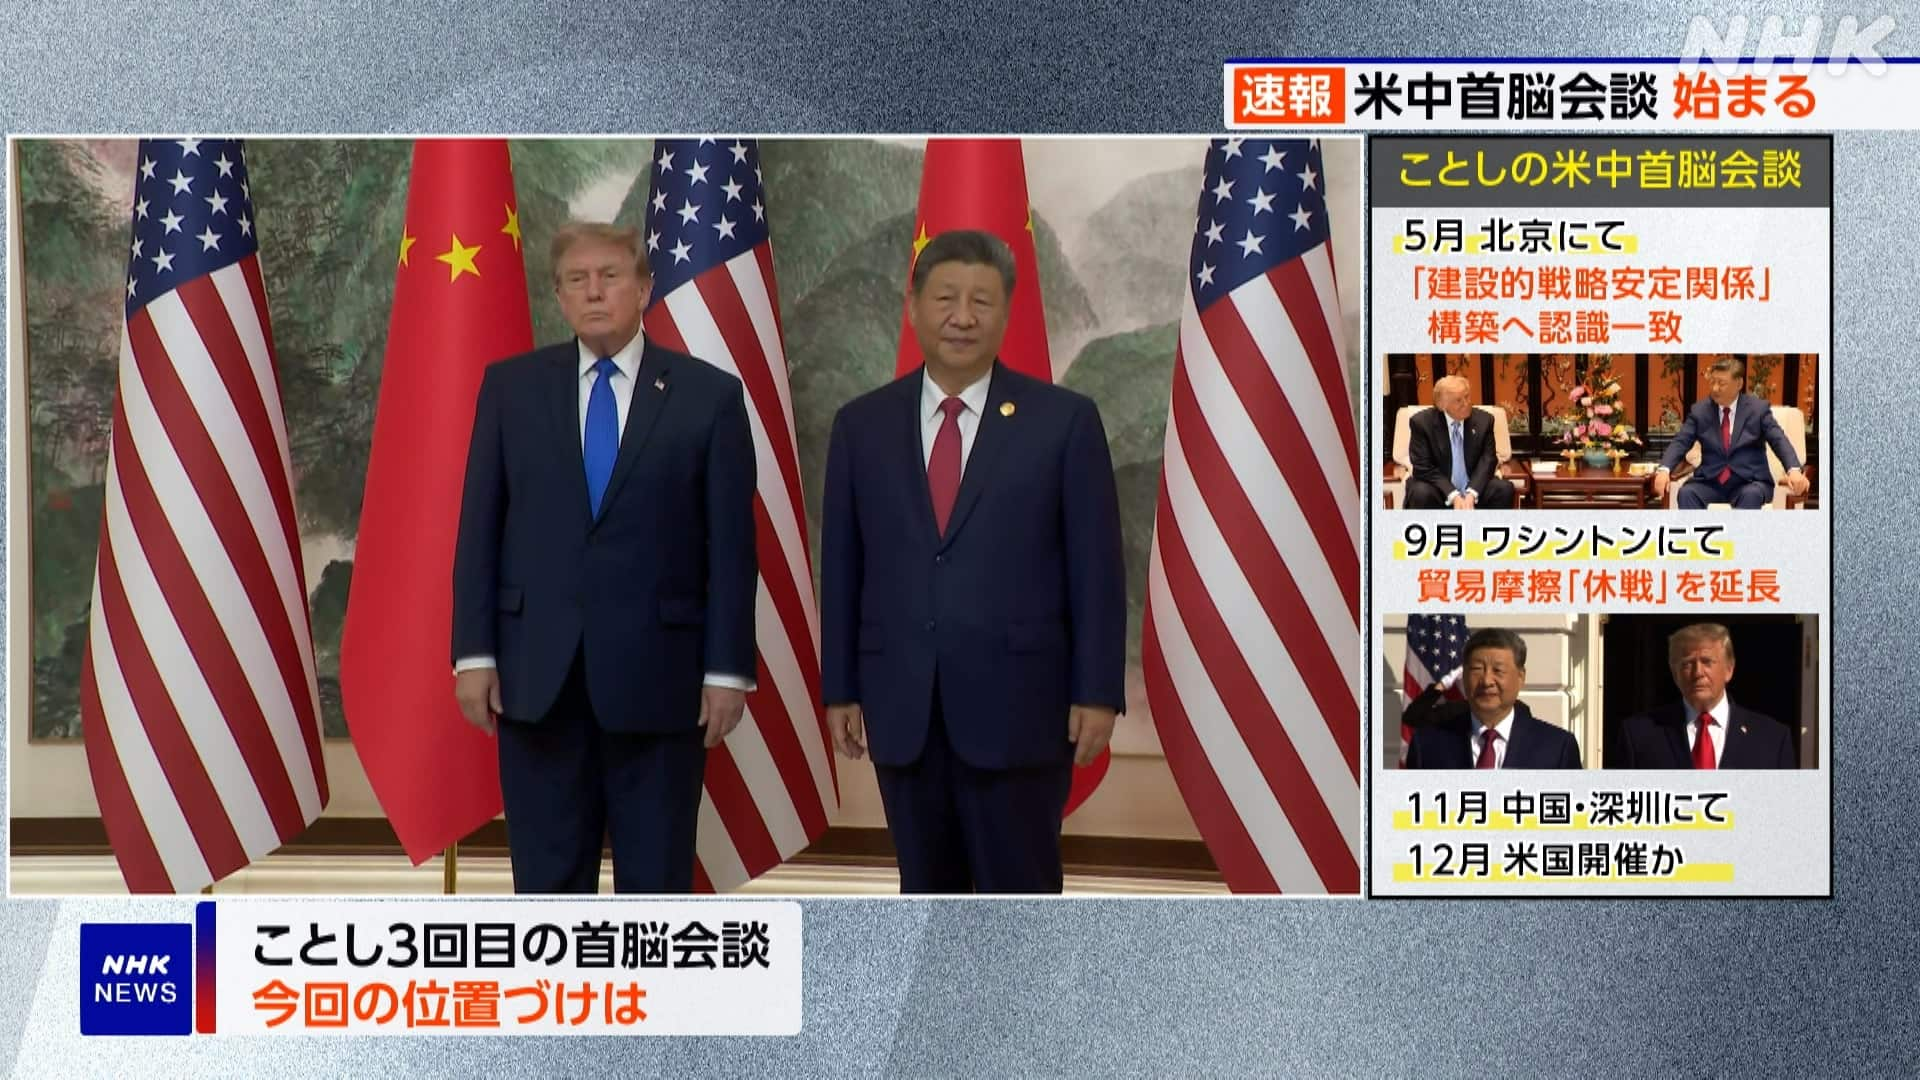 NHK
速報 米中首脳会談 始まる
ことしの米中首脳会談
5月 北京にて
「建設的戦略安定関係」
構築へ認識一致
9月 ワシントンにて
貿易摩擦「休戦」を延長
11月 中国・深圳にて
12月 米国開催か
NHK
NEWS
ことし3回目の首脳会談
今回の位置づけは